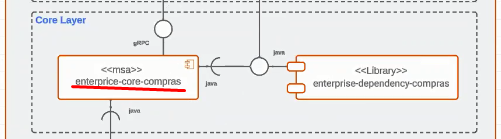 Core Layer
gRPC
java
<<msa>>
enterprice-core-compras
java
<<Library>>
enterprise-dependency-compras
java